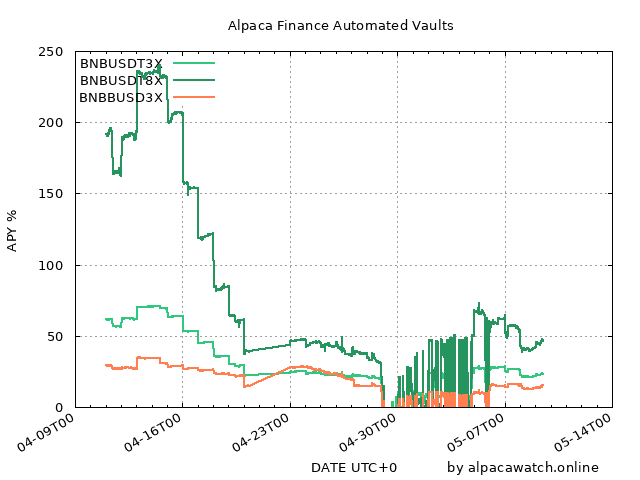 Alpaca Finance Automated Vaults
250
200
150
100
50
0
APY %
BNBUSDT3X
BNBUSDT8X
BNBBUSD3X
04-09T00
04-16T00
04-23T00
04-30T00
05-07T00
05-14T00
DATE UTC+0
by alpacawatch.online